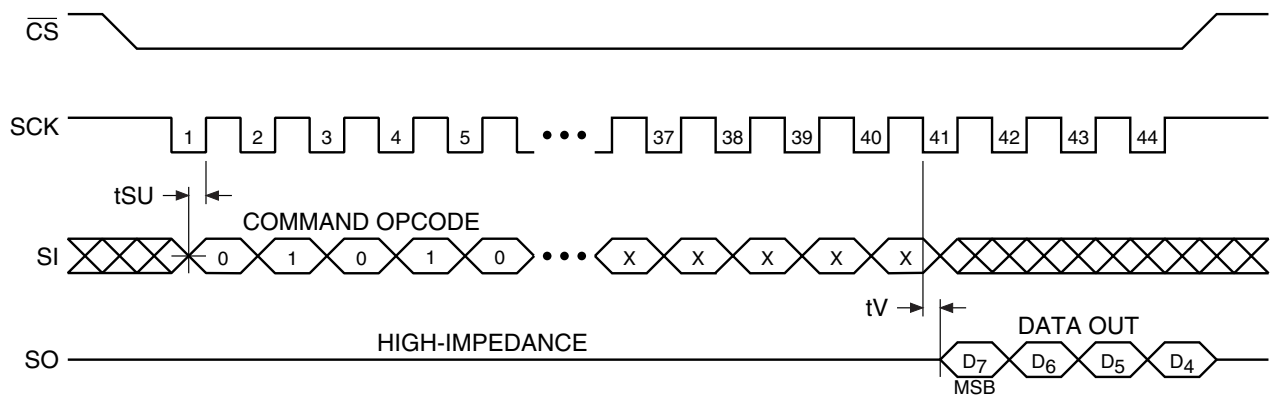 CS
SCK 1 2 3 4 5 ••• 37 38 39 40 41 42 43 44
tSU
COMMAND OPCODE
SI 0 1 0 1 0 ••• X X X X X
tV
HIGH-IMPEDANCE
DATA OUT
SO D7 D6 D5 D4
MSB